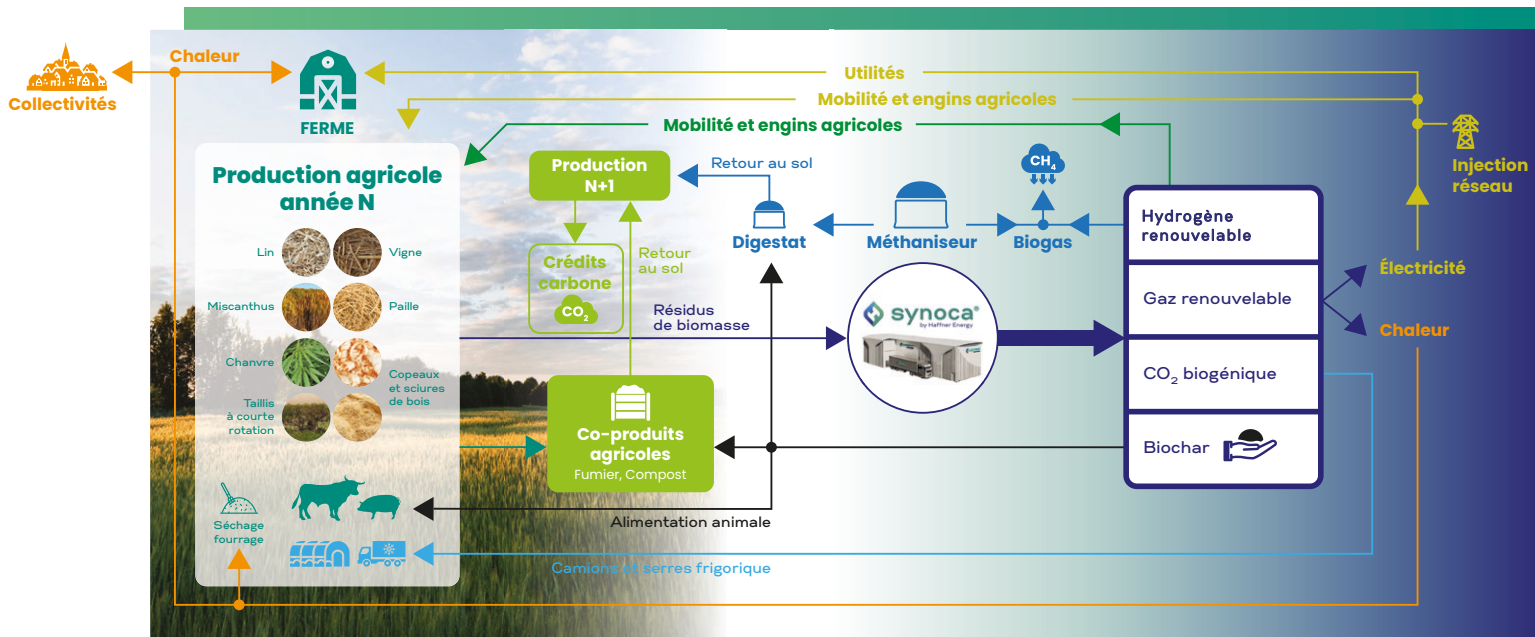 Chaleur
Collectivités
FERME
Utilités
Mobilité et engins agricoles
Mobilité et engins agricoles
Injection
réseau
Production agricole
année N
Lin
Vigne
Miscanthus
Paille
Chanvre
Copeaux
et sciures
de bois
Taillis
à courte
rotation
Séchage
fourrage
Production
N+1
Retour au sol
Crédits
carbone
CO₂
Retour
au sol
Digestat
Méthaniseur
Biogas
CH₄
Résidus
de biomasse
synoca®
by Haffner Energy
Co-produits
agricoles
Fumier, Compost
Alimentation animale
Camions et serres frigorique
Hydrogène
renouvelable
Gaz renouvelable
CO₂ biogénique
Biochar
Électricité
Chaleur